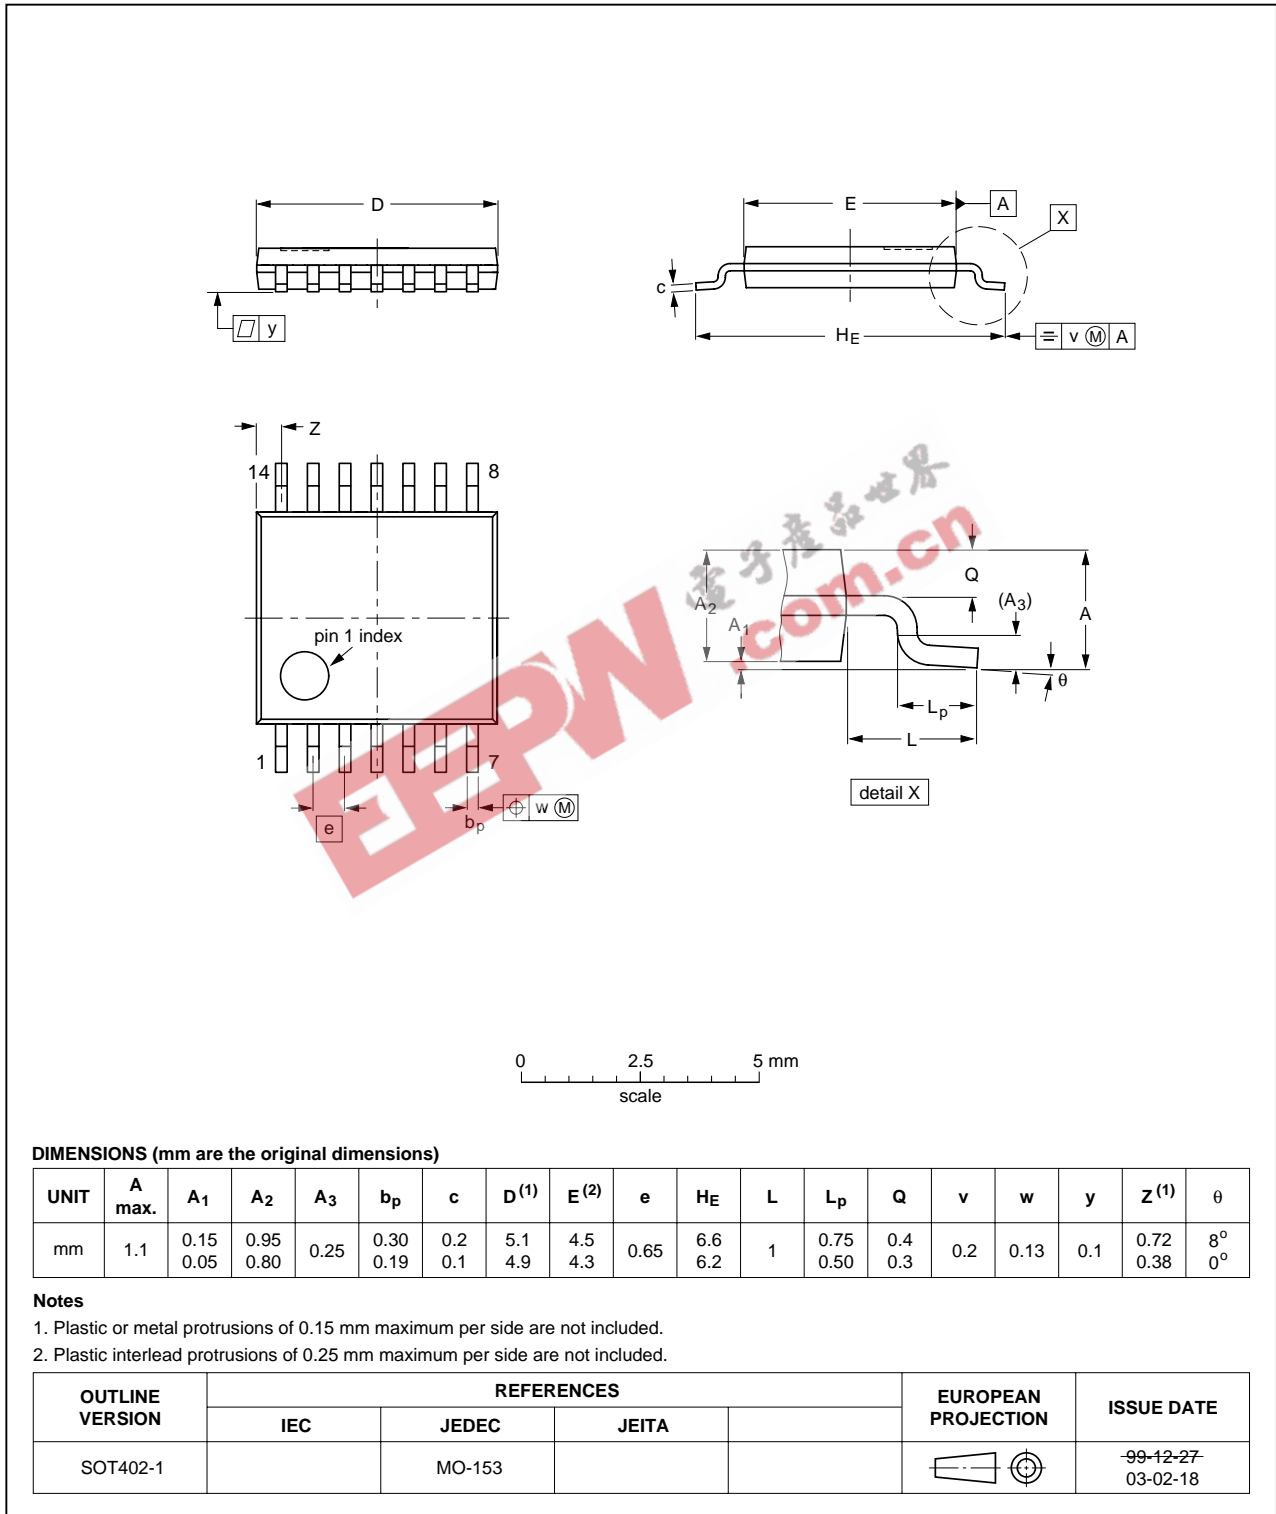 D
E
A
X
c
y
HE
v Ⓜ A
Z
14
8
pin 1 index
1
7
e
bp
w Ⓜ
電子產品世界
.com.cn
EEPW
A2
A1
Q
(A3)
A
θ
Lp
L
detail X
0 2.5 5 mm
scale
DIMENSIONS (mm are the original dimensions)
UNIT A max. A1 A2 A3 bp c D(1) E(2) e HE L Lp Q v w y Z(1) θ
mm 1.1 0.15 0.05 0.95 0.80 0.25 0.30 0.19 0.2 0.1 5.1 4.9 4.5 4.3 0.65 6.6 6.2 1 0.75 0.50 0.4 0.3 0.2 0.13 0.1 0.72 0.38 8° 0°
Notes
1. Plastic or metal protrusions of 0.15 mm maximum per side are not included.
2. Plastic interlead protrusions of 0.25 mm maximum per side are not included.
OUTLINE VERSION REFERENCES EUROPEAN PROJECTION ISSUE DATE
IEC JEDEC JEITA
SOT402-1 MO-153 99-12-27
03-02-18